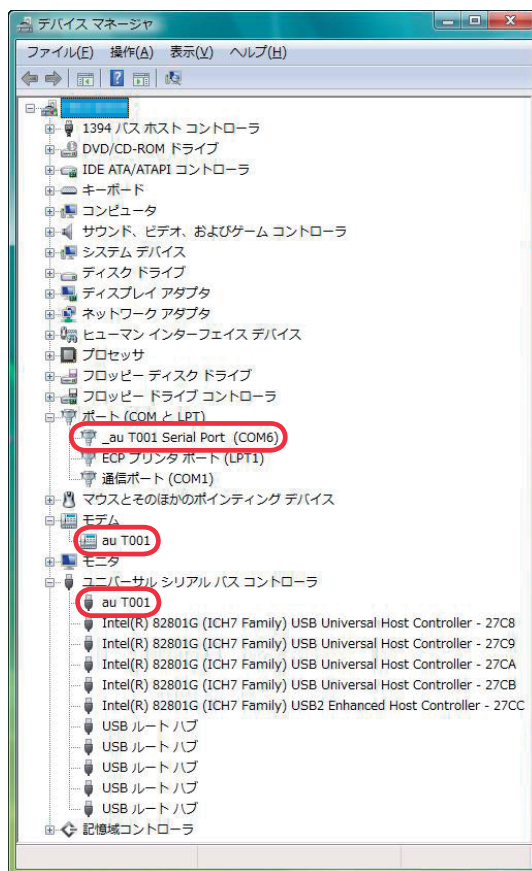 デバイス マネージャ
ファイル(F) 操作(A) 表示(V) ヘルプ(H)
1394 バス ホスト コントローラ
DVD/CD-ROM ドライブ
IDE ATA/ATAPI コントローラ
キーボード
コンピュータ
サウンド、ビデオ、およびゲーム コントローラ
システム デバイス
ディスク ドライブ
ディスプレイ アダプタ
ネットワーク アダプタ
ヒューマン インターフェイス デバイス
プロセッサ
フロッピー ディスク ドライブ
フロッピー ドライブ コントローラ
ポート (COM と LPT)
_au T001 Serial Port (COM6)
ECP プリンタ ポート (LPT1)
通信ポート (COM1)
マウスとそのほかのポインティング デバイス
モデム
au T001
モニタ
ユニバーサル シリアル バス コントローラ
au T001
Intel(R) 82801G (ICH7 Family) USB Universal Host Controller - 27C8
Intel(R) 82801G (ICH7 Family) USB Universal Host Controller - 27C9
Intel(R) 82801G (ICH7 Family) USB Universal Host Controller - 27CA
Intel(R) 82801G (ICH7 Family) USB Universal Host Controller - 27CB
Intel(R) 82801G (ICH7 Family) USB2 Enhanced Host Controller - 27CC
USB ルート ハブ
USB ルート ハブ
USB ルート ハブ
USB ルート ハブ
USB ルート ハブ
記憶域コントローラ